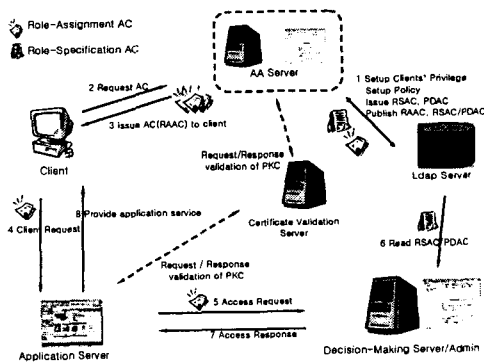 Role-Assignment AC
Role-Specification AC
AA Server
2 Request AC
3 Issue AC(RAAC) to client
1 Setup Clients' Privilege
Setup Policy
Issue RSAC, PDAC
Publish RAAC, RSAC/PDAC
Client
Request/Response
validation of PKC
Ldap Server
4 Client Request
8 Provide application service
Certificate Validation
Server
6 Read RSAC/PDAC
Request / Response
validation of PKC
5 Access Request
7 Access Response
Application Server
Decision-Making Server/Admin